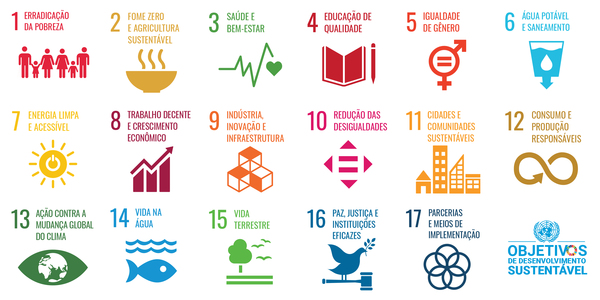 1 ERRADICAÇÃO
DA POBREZA
2 FOME ZERO
E AGRICULTURA
SUSTENTÁVEL
3 SAÚDE E
BEM-ESTAR
4 EDUCAÇÃO DE
QUALIDADE
5 IGUALDADE
DE GÊNERO
6 ÁGUA POTÁVEL
E SANEAMENTO
7 ENERGIA LIMPA
E ACESSÍVEL
8 TRABALHO DECENTE
E CRESCIMENTO
ECONÔMICO
9 INDÚSTRIA,
INOVAÇÃO E
INFRAESTRUTURA
10 REDUÇÃO DAS
DESIGUALDADES
11 CIDADES E
COMUNIDADES
SUSTENTÁVEIS
12 CONSUMO E
PRODUÇÃO
RESPONSÁVEIS
13 AÇÃO CONTRA A
MUDANÇA GLOBAL
DO CLIMA
14 VIDA NA
ÁGUA
15 VIDA
TERRESTRE
16 PAZ, JUSTIÇA E
INSTITUIÇÕES
EFICAZES
17 PARCERIAS
E MEIOS DE
IMPLEMENTAÇÃO
OBJETIVOS
DE DESENVOLVIMENTO
SUSTENTÁVEL